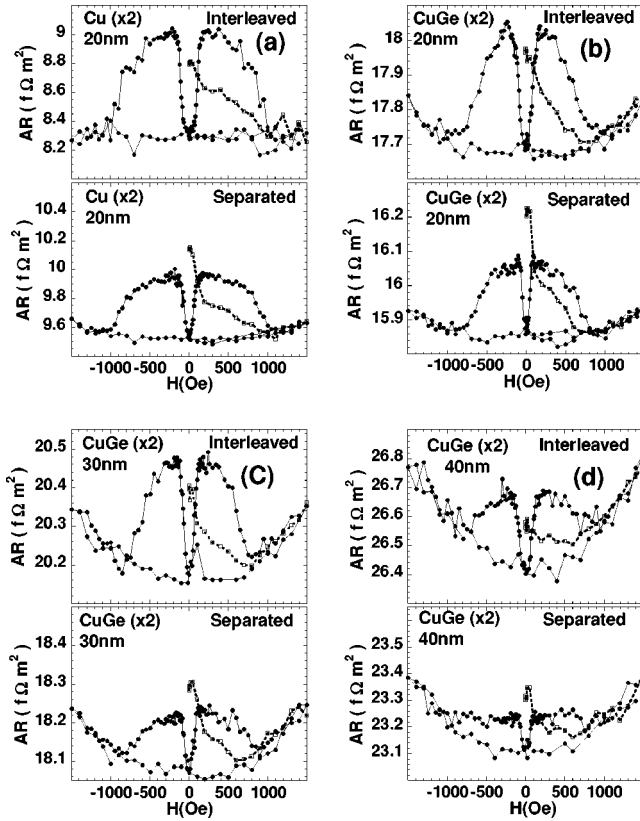 Cu (x2) Interleaved
20nm
(a)
9
8.8
8.6
8.4
8.2
AR ( f Ω m²)
Cu (x2) Separated
20nm
10.4
10.2
10
9.8
9.6
AR ( f Ω m²)
-1000 -500 0 500 1000
H(Oe)
CuGe (x2) Interleaved
20nm
(b)
18
17.9
17.8
17.7
AR ( f Ω m²)
CuGe (x2) Separated
20nm
16.2
16.1
16
15.9
AR ( f Ω m²)
-1000 -500 0 500 1000
H(Oe)
CuGe (x2) Interleaved
30nm
(C)
20.5
20.4
20.3
20.2
AR ( f Ω m²)
CuGe (x2) Separated
30nm
18.4
18.3
18.2
18.1
AR ( f Ω m²)
-1000 -500 0 500 1000
H(Oe)
CuGe (x2) Interleaved
40nm
(d)
26.8
26.7
26.6
26.5
26.4
AR ( f Ω m²)
CuGe (x2) Separated
40nm
23.5
23.4
23.3
23.2
23.1
AR ( f Ω m²)
-1000 -500 0 500 1000
H(Oe)